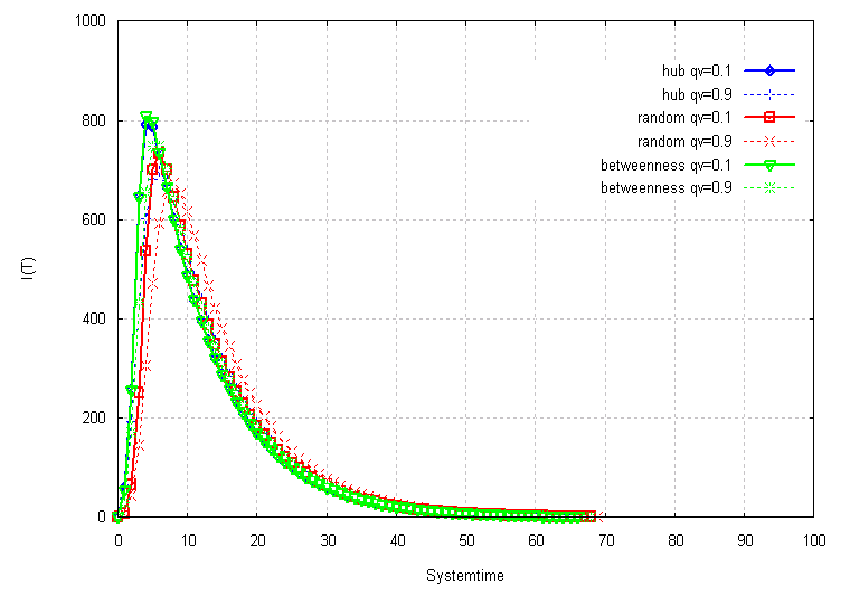 1000
800
600
400
200
0
I(T)
hub qv=0.1
hub qv=0.9
random qv=0.1
random qv=0.9
betweenness qv=0.1
betweenness qv=0.9
0 10 20 30 40 50 60 70 80 90 100
Systemtime